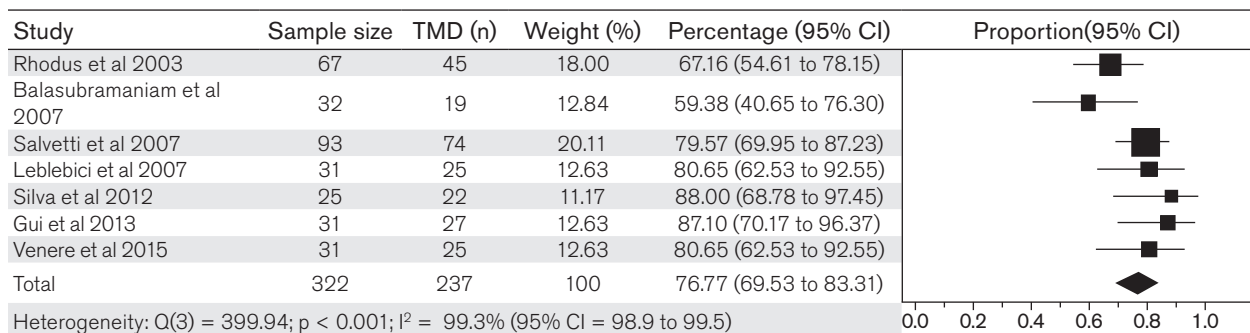 Study Sample size TMD (n) Weight (%) Percentage (95% CI) Proportion(95% CI)
Rhodus et al 2003 67 45 18.00 67.16 (54.61 to 78.15)
Balasubramaniam et al
2007 32 19 12.84 59.38 (40.65 to 76.30)
Salvetti et al 2007 93 74 20.11 79.57 (69.95 to 87.23)
Leblebici et al 2007 31 25 12.63 80.65 (62.53 to 92.55)
Silva et al 2012 25 22 11.17 88.00 (68.78 to 97.45)
Gui et al 2013 31 27 12.63 87.10 (70.17 to 96.37)
Venere et al 2015 31 25 12.63 80.65 (62.53 to 92.55)
Total 322 237 100 76.77 (69.53 to 83.31)
Heterogeneity: Q(3) = 399.94; p < 0.001; I² = 99.3% (95% CI = 98.9 to 99.5)
0.0 0.2 0.4 0.6 0.8 1.0